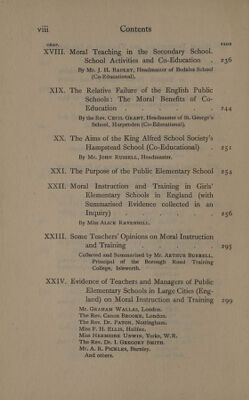 viii Contents
CHAP. PAGE
XVIII. Moral Teaching in the Secondary School.
School Activities and Co-Education . 236
By Mr. J. H. BADLEY, Headmaster of Bedales School
(Co-Educational).
XIX. The Relative Failure of the English Public
Schools: The Moral Benefits of Co-
Education . . . . . 244
By the Rev. CECIL GRANT, Headmaster of St. George's
School, Harpenden (Co-Educational).
XX. The Aims of the King Alfred School Society's
Hampstead School (Co-Educational) . 251
By Mr. JOHN RUSSELL, Headmaster.
XXI. The Purpose of the Public Elementary School 254
XXII. Moral Instruction and Training in Girls'
Elementary Schools in England (with
Summarised Evidence collected in an
Inquiry) . . . . . 256
By Miss ALICE RAVENHILL.
XXIII. Some Teachers' Opinions on Moral Instruction
and Training . . . . 295
Collected and Summarised by Mr. ARTHUR BURRELL,
Principal of the Borough Road Training
College, Isleworth.
XXIV. Evidence of Teachers and Managers of Public
Elementary Schools in Large Cities (Eng-
land) on Moral Instruction and Training 299
Mr. GRAHAM WALLAS, London.
The Rev. CANON BROOKE, London.
The Rev. Dr. PATON, Nottingham.
Miss F. H. ELLIS, Halifax.
Miss HERMIONE UNWIN, Yorks, W.R.
The Rev. Dr. I. GREGORY SMITH.
Mr. A. R. PICKLES, Burnley.
And others.